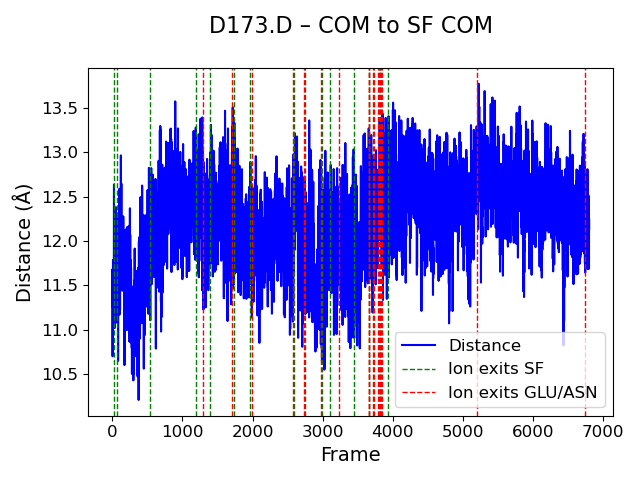 D173.D – COM to SF COM
Distance (Å)
13.5
13.0
12.5
12.0
11.5
11.0
10.5
Distance
Ion exits SF
Ion exits GLU/ASN
0 1000 2000 3000 4000 5000 6000 7000
Frame